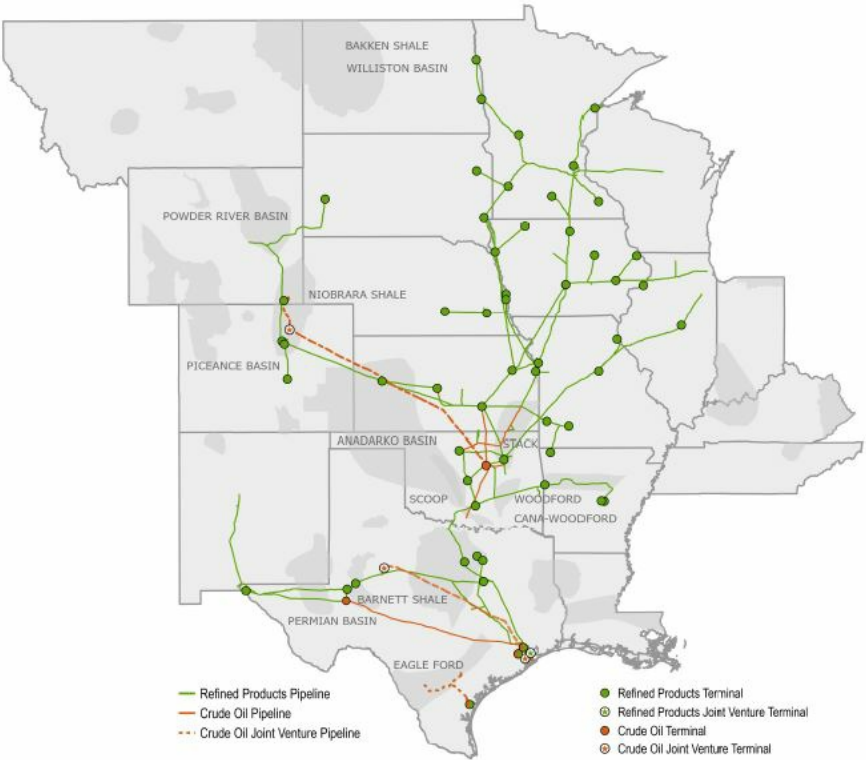 BAKKEN SHALE
WILLISTON BASIN
POWDER RIVER BASIN
NIOBRARA SHALE
PICEANCE BASIN
ANADARKO BASIN
STACK
SCOOP
WOODFORD
CANA-WOODFORD
BARNETT SHALE
PERMIAN BASIN
EAGLE FORD
Refined Products Pipeline
Crude Oil Pipeline
Crude Oil Joint Venture Pipeline
Refined Products Terminal
Refined Products Joint Venture Terminal
Crude Oil Terminal
Crude Oil Joint Venture Terminal